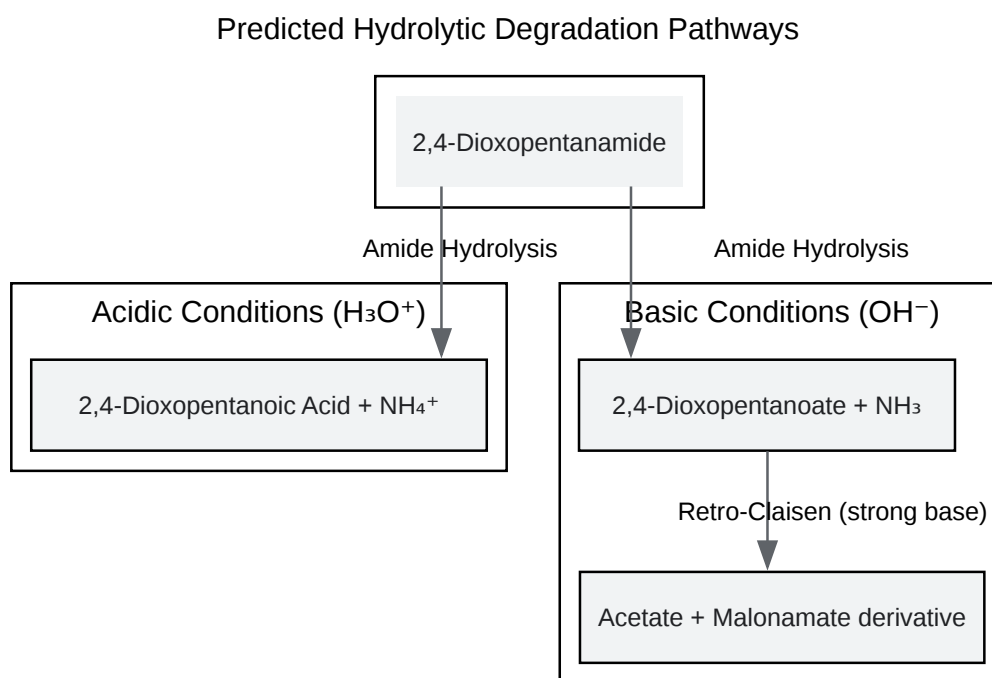 Predicted Hydrolytic Degradation Pathways
2,4-Dioxopentanamide
Amide Hydrolysis
Amide Hydrolysis
Acidic Conditions (H₃O⁺)
Basic Conditions (OH⁻)
2,4-Dioxopentanoic Acid + NH₄⁺
2,4-Dioxopentanoate + NH₃
Retro-Claisen (strong base)
Acetate + Malonamate derivative